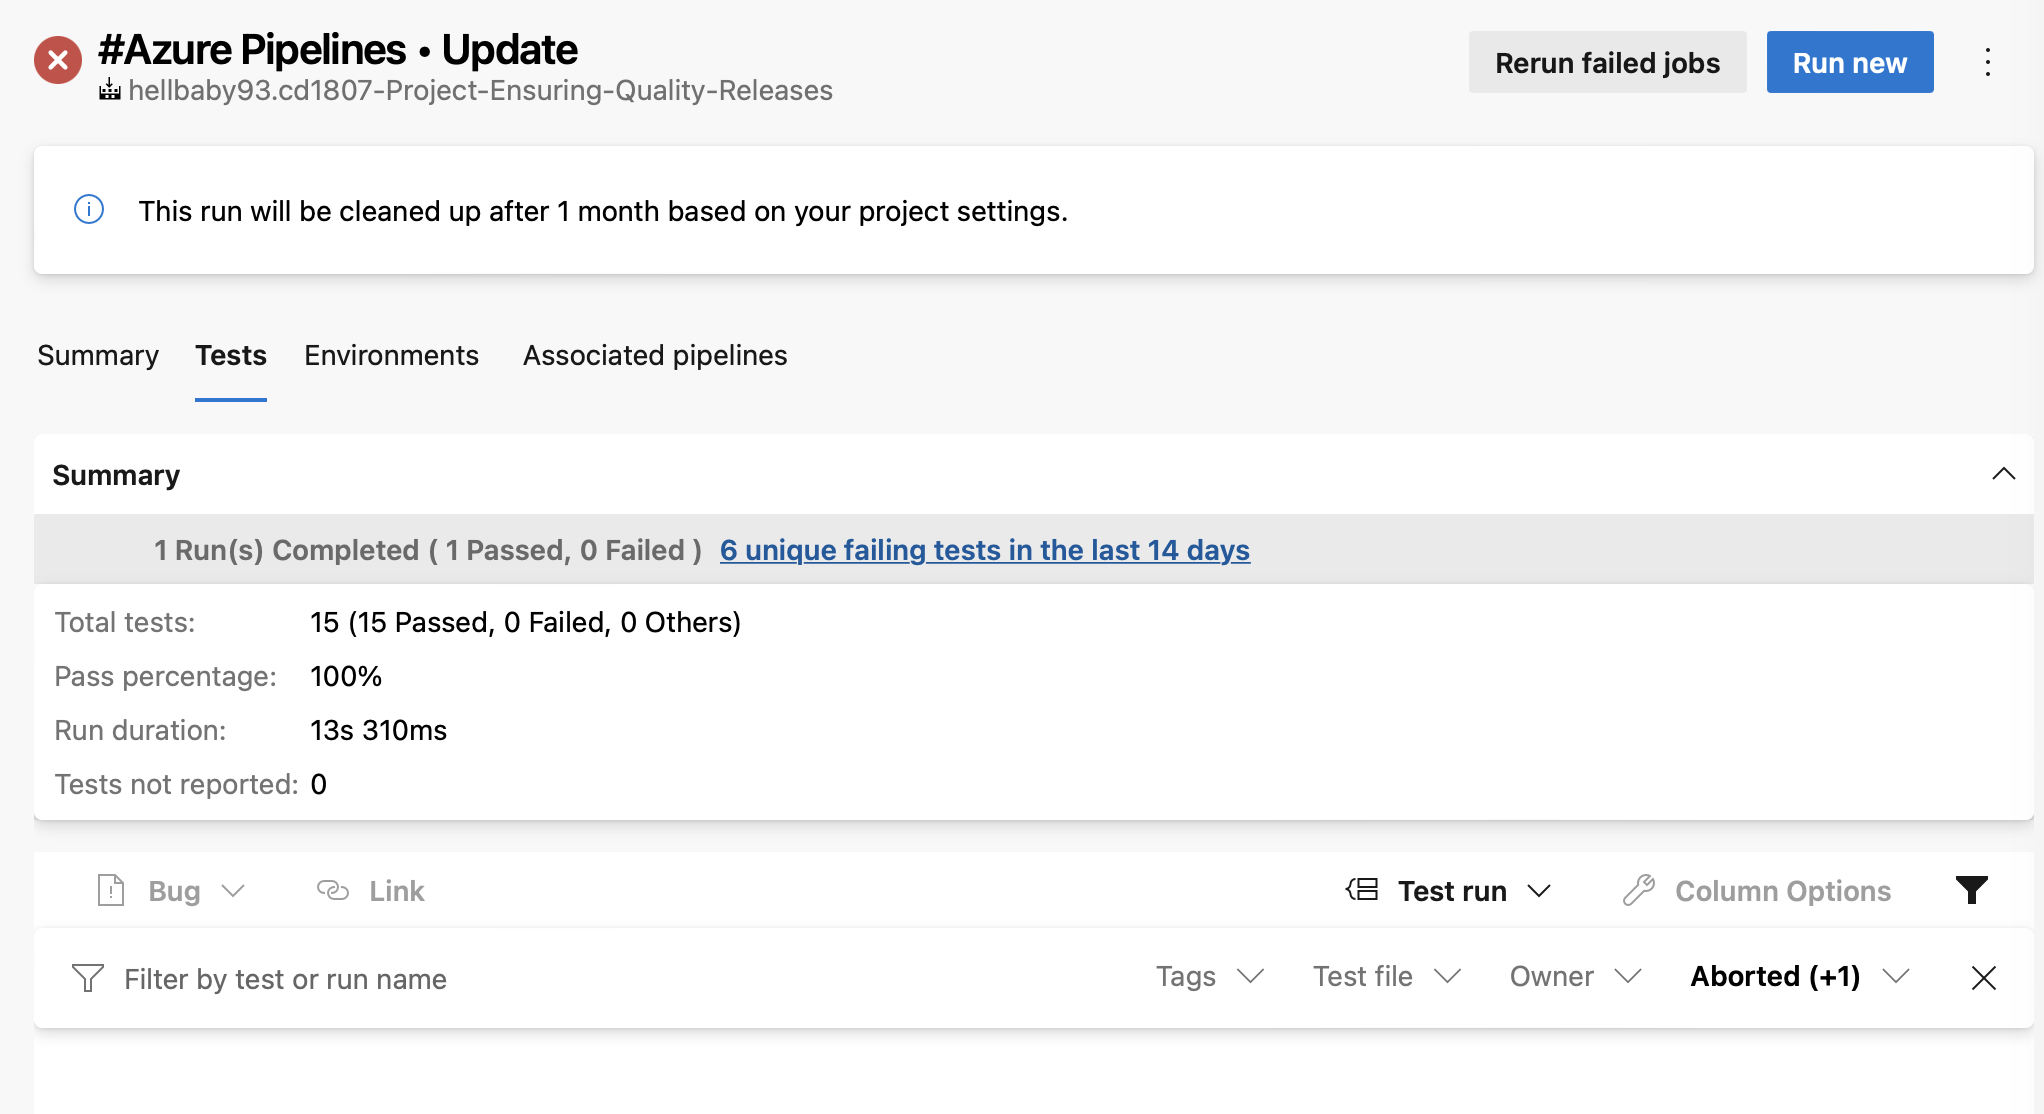 #Azure Pipelines • Update
hellbaby93.cd1807-Project-Ensuring-Quality-Releases
Rerun failed jobs
Run new
This run will be cleaned up after 1 month based on your project settings.
Summary Tests Environments Associated pipelines
Summary
1 Run(s) Completed ( 1 Passed, 0 Failed ) 6 unique failing tests in the last 14 days
Total tests: 15 (15 Passed, 0 Failed, 0 Others)
Pass percentage: 100%
Run duration: 13s 310ms
Tests not reported: 0
Bug Link Test run Column Options
Filter by test or run name Tags Test file Owner Aborted (+1)